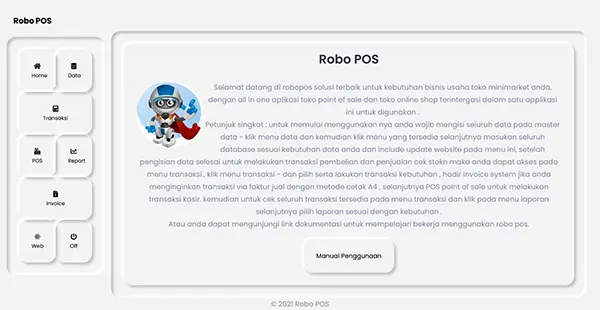 Robo POS
Home
Data
Transaksi
POS
Report
Invoice
Web
Off
Robo POS
Selamat datang di robopos solusi terbaik untuk kebutuhan bisnis usaha toko minimarket anda,
dengan all in one aplikasi toko point of sale dan toko online shop terintergasi dalam satu applikasi
ini untuk digunakan .
Petunjuk singkat : untuk memulai menggunakan nya anda wajib mengisi seluruh data pada master
data - klik menu data dan kemudian klik menu yang tersedia selanjutnya masukan seluruh
database sesuai kebutuhan data anda dan include update website pada menu ini, setelah
pengisian data selesai untuk melakukan transaksi pembelian dan penjualan cek stokn maka anda dapat akses pada
menu transaksi , klik menu transaksi - dan pilih serta lakukan transaksi kebutuhan , hadir invoice system jika anda
menginginkan transaksi via faktur jual dengan metode cetak A4 , selanjutnya POS point of sale untuk melakukan
transaksi kasir. kemudian untuk cek seluruh transaksi tersedia pada menu transaksi dan klik pada menu laporan
selanjutnya pilih laporan sesuai dengan kebutuhan .
Atau anda dapat mengunjungi link dokumentasi untuk mempelajari bekerja menggunakan robo pos.
Manual Penggunaan
© 2021 Robo POS